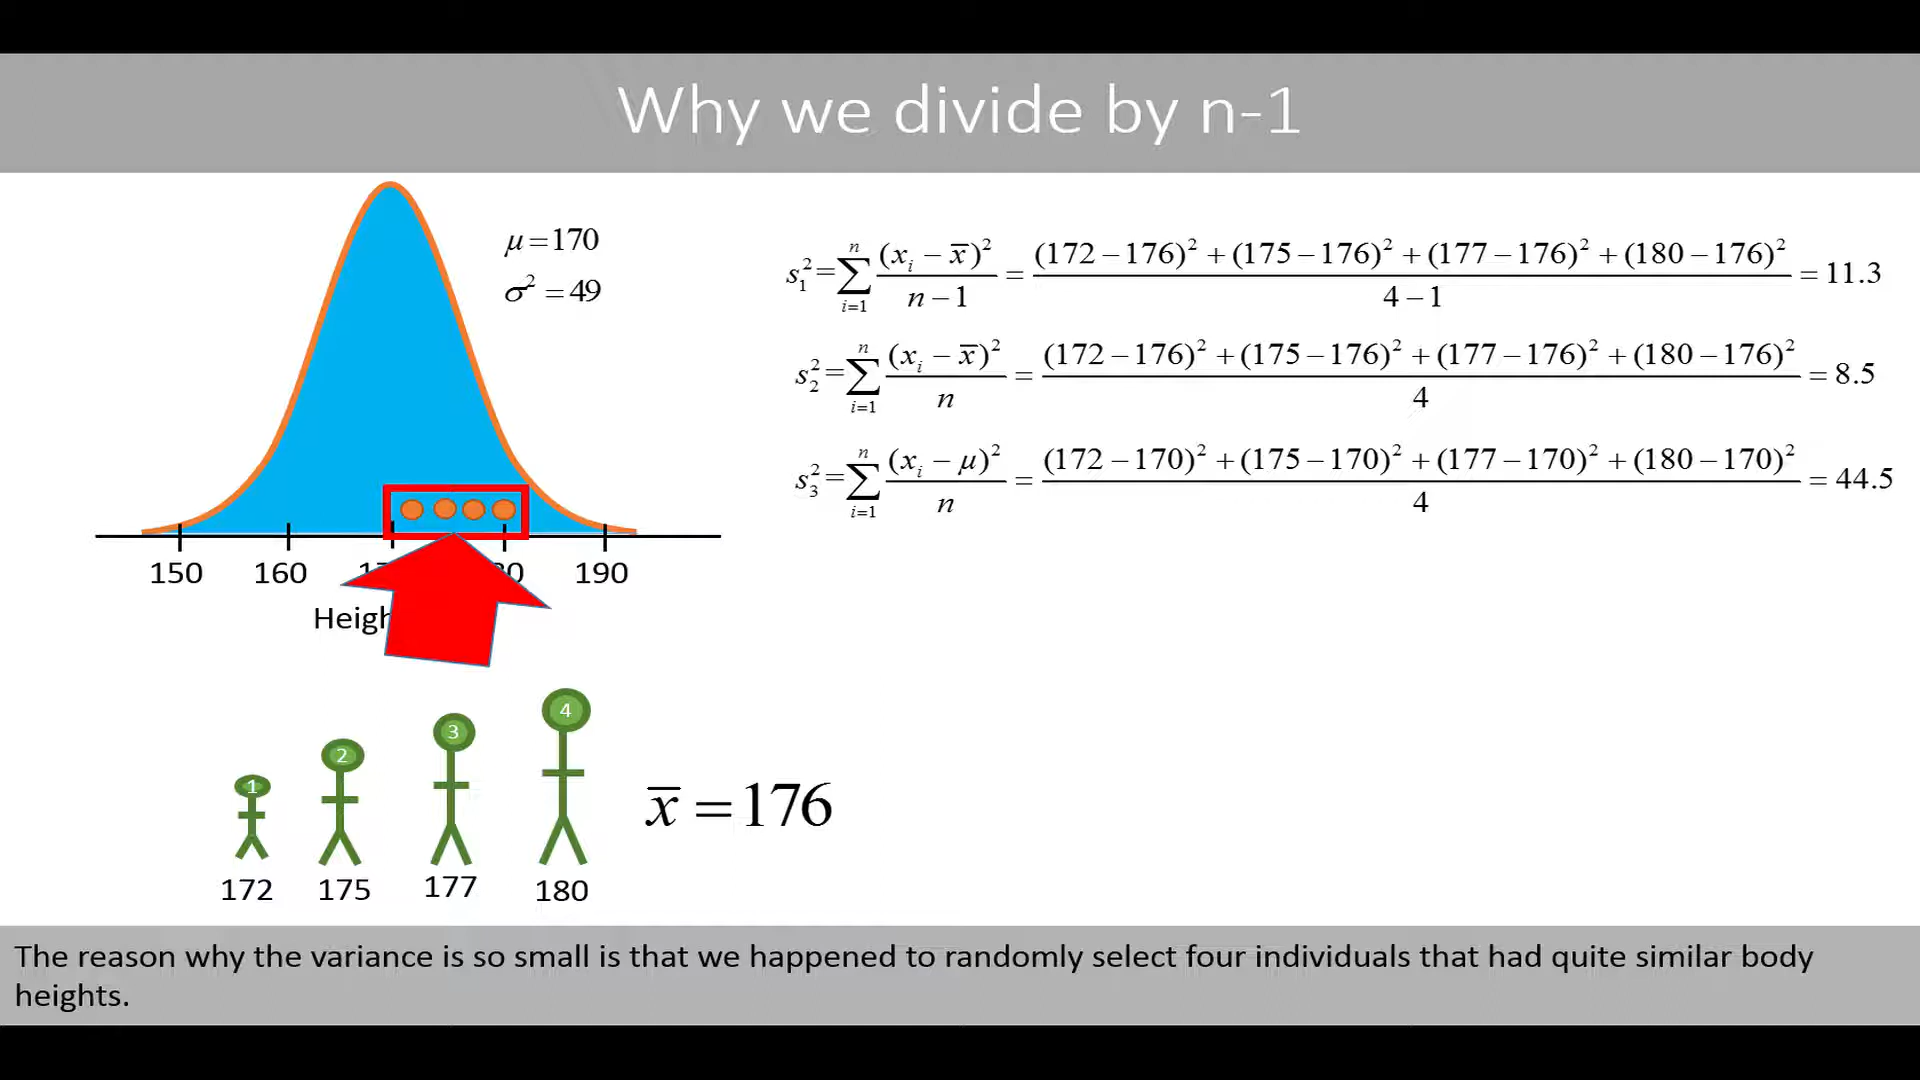 Why we divide by n-1
μ = 170
σ² = 49
s₁² = ∑ᵢ₌₁ⁿ (xᵢ − x̄)² / (n − 1) = ((172 − 176)² + (175 − 176)² + (177 − 176)² + (180 − 176)²) / (4 − 1) = 11.3
s₂² = ∑ᵢ₌₁ⁿ (xᵢ − x̄)² / n = ((172 − 176)² + (175 − 176)² + (177 − 176)² + (180 − 176)²) / 4 = 8.5
s₃² = ∑ᵢ₌₁ⁿ (xᵢ − μ)² / n = ((172 − 170)² + (175 − 170)² + (177 − 170)² + (180 − 170)²) / 4 = 44.5
150 160 190
1 2 3 4
x̄ = 176
172 175 177 180
The reason why the variance is so small is that we happened to randomly select four individuals that had quite similar body
heights.